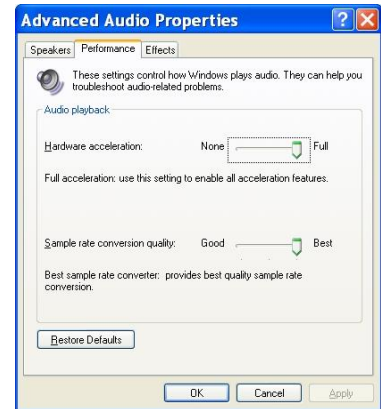 Advanced Audio Properties
Speakers Performance Effects
These settings control how Windows plays audio. They can help you
troubleshoot audio-related problems.
Audio playback
Hardware acceleration: None Full
Full acceleration: use this setting to enable all acceleration features.
Sample rate conversion quality: Good Best
Best sample rate converter: provides best quality sample rate
conversion.
Restore Defaults
OK Cancel Apply